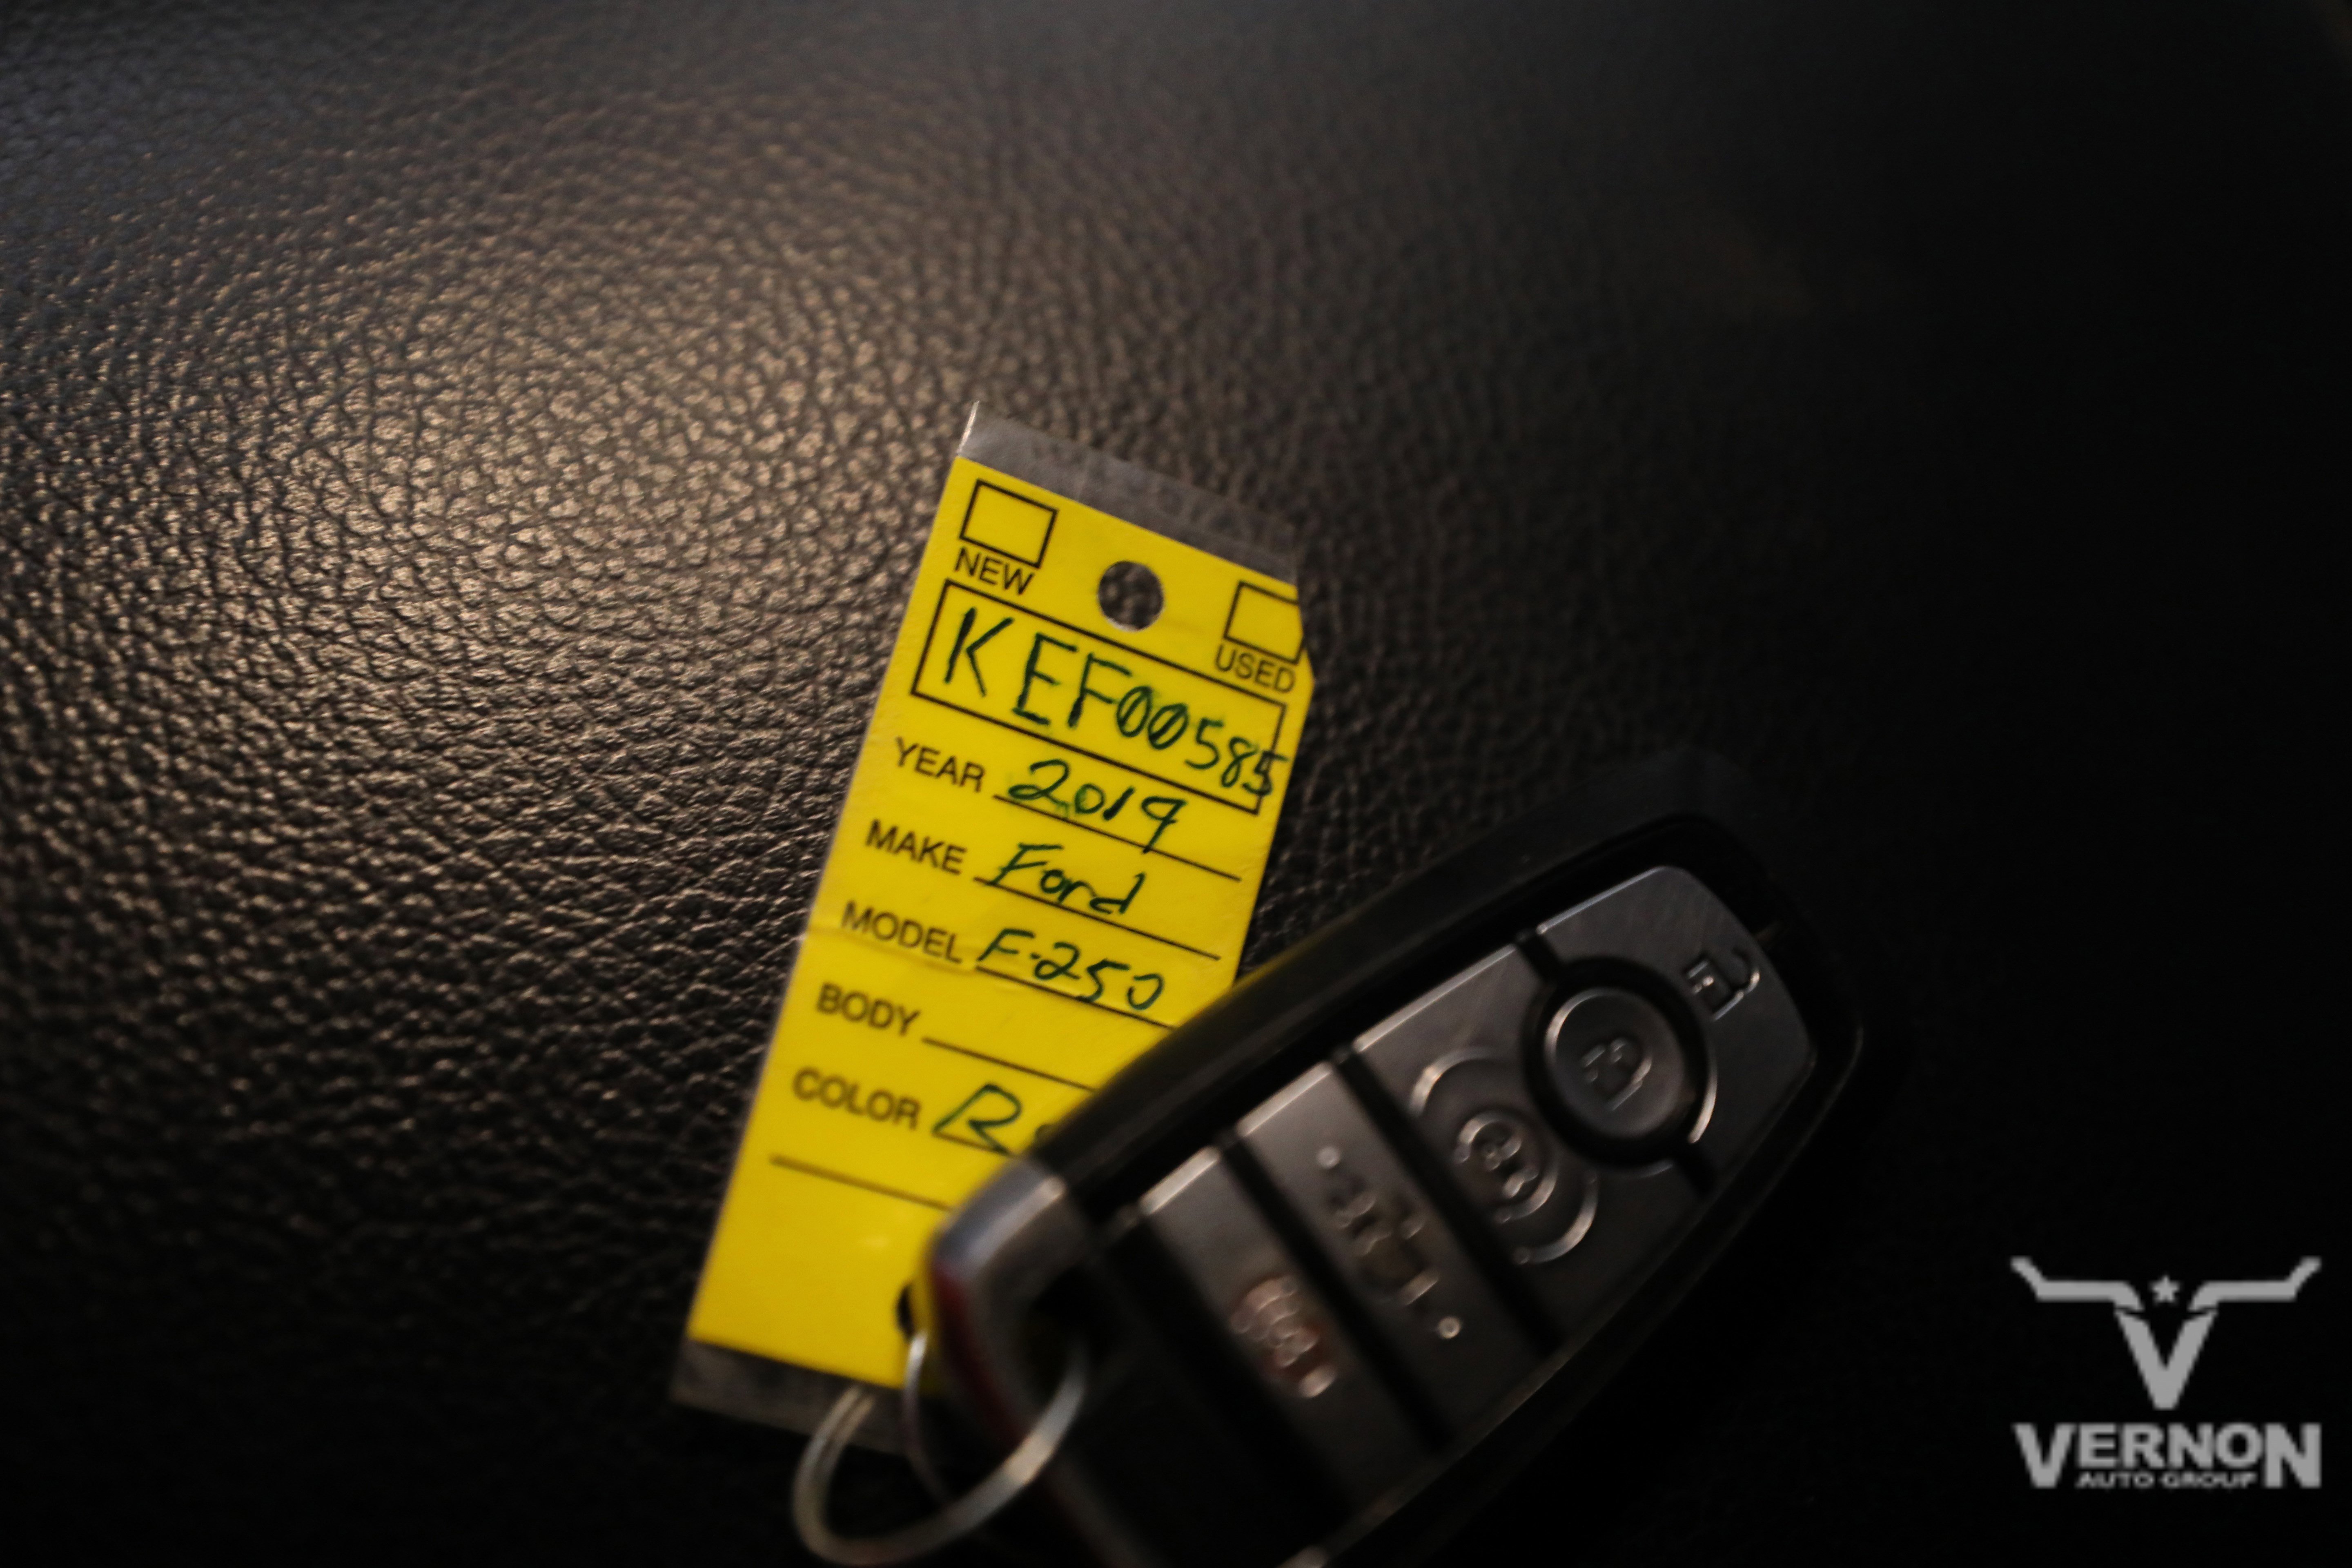 NEW
USED
KEF00585
YEAR 2019
MAKE Ford
MODEL F-250
BODY
COLOR
VERNON
AUTO GROUP